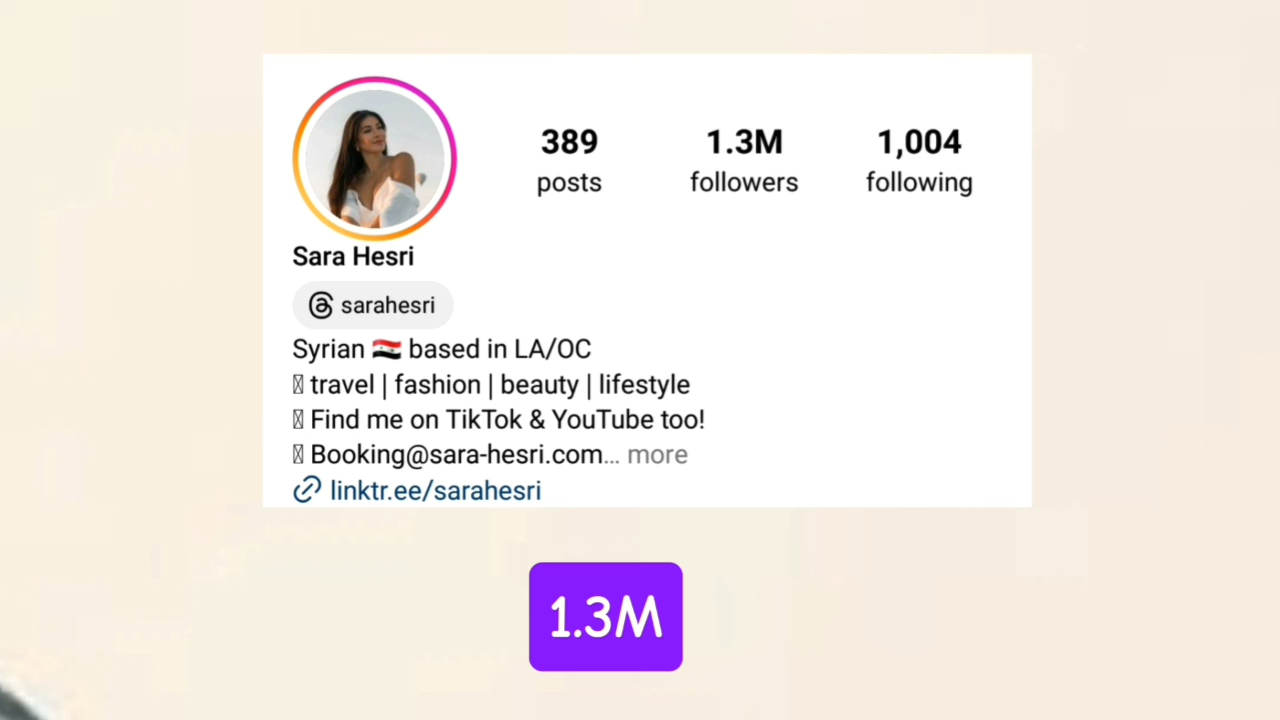 389 1.3M 1,004
posts followers following
Sara Hesri
sarahesri
Syrian 🇸🇾 based in LA/OC
travel | fashion | beauty | lifestyle
Find me on TikTok & YouTube too!
Booking@sara-hesri.com... more
linktr.ee/sarahesri
1.3M